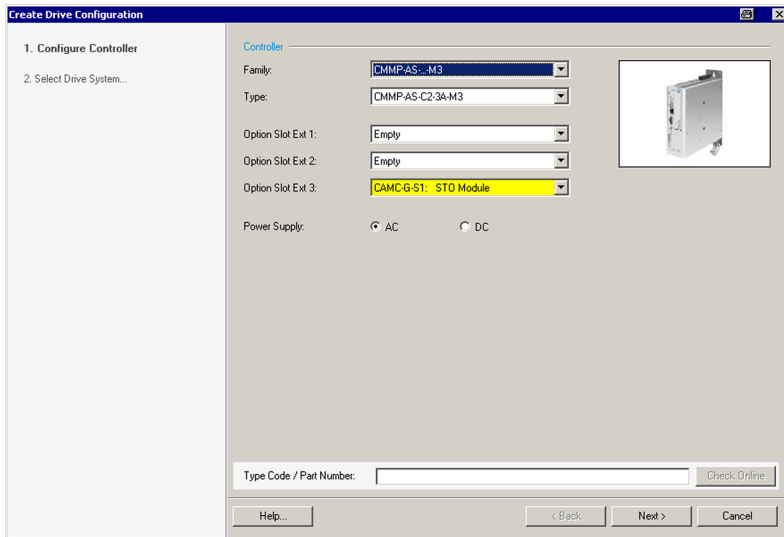 Create Drive Configuration
1. Configure Controller
2. Select Drive System...
Controller
Family: CMMP-AS-...-M3
Type: CMMP-AS-C2-3A-M3
Option Slot Ext 1: Empty
Option Slot Ext 2: Empty
Option Slot Ext 3: CAMC-G-S1: STO Module
Power Supply: AC DC
Type Code / Part Number: Check Online
Help... < Back Next > Cancel